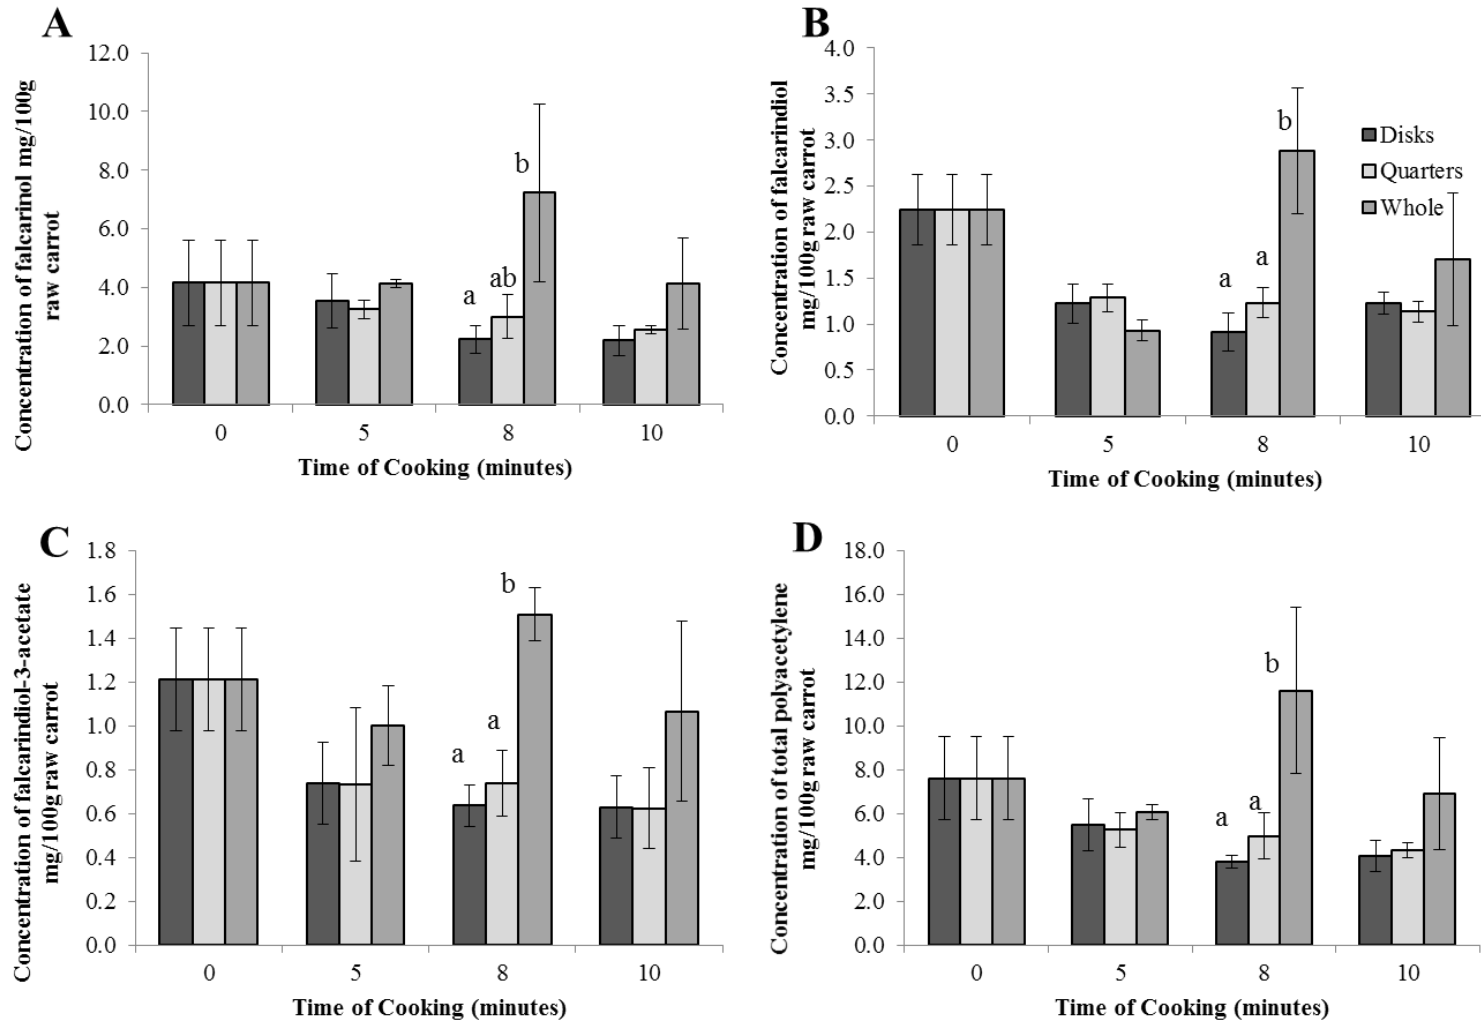 A
Concentration of falcarinol mg/100g
raw carrot
12.0
10.0
8.0
6.0
4.0
2.0
0.0
a
ab
b
0 5 8 10
Time of Cooking (minutes)
B
Concentration of falcarindiol
mg/100g raw carrot
4.0
3.5
3.0
2.5
2.0
1.5
1.0
0.5
0.0
a
a
b
Disks
Quarters
Whole
0 5 8 10
Time of Cooking (minutes)
C
Concentration of falcarindiol-3-acetate
mg/100g raw carrot
1.8
1.6
1.4
1.2
1.0
0.8
0.6
0.4
0.2
0.0
a
a
b
0 5 8 10
Time of Cooking (minutes)
D
Concentration of total polyacetylene
mg/100g raw carrot
18.0
16.0
14.0
12.0
10.0
8.0
6.0
4.0
2.0
0.0
a
a
b
0 5 8 10
Time of Cooking (minutes)